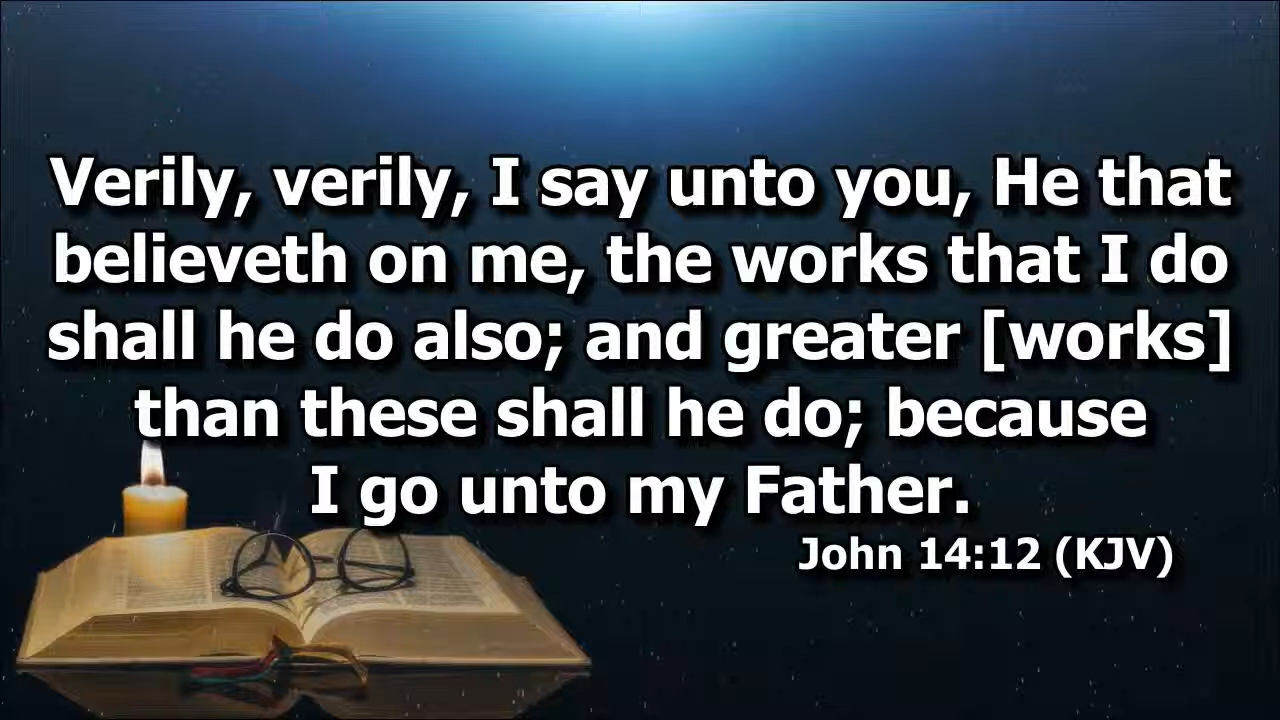 Verily, verily, I say unto you, He that
believeth on me, the works that I do
shall he do also; and greater [works]
than these shall he do; because
I go unto my Father.
John 14:12 (KJV)